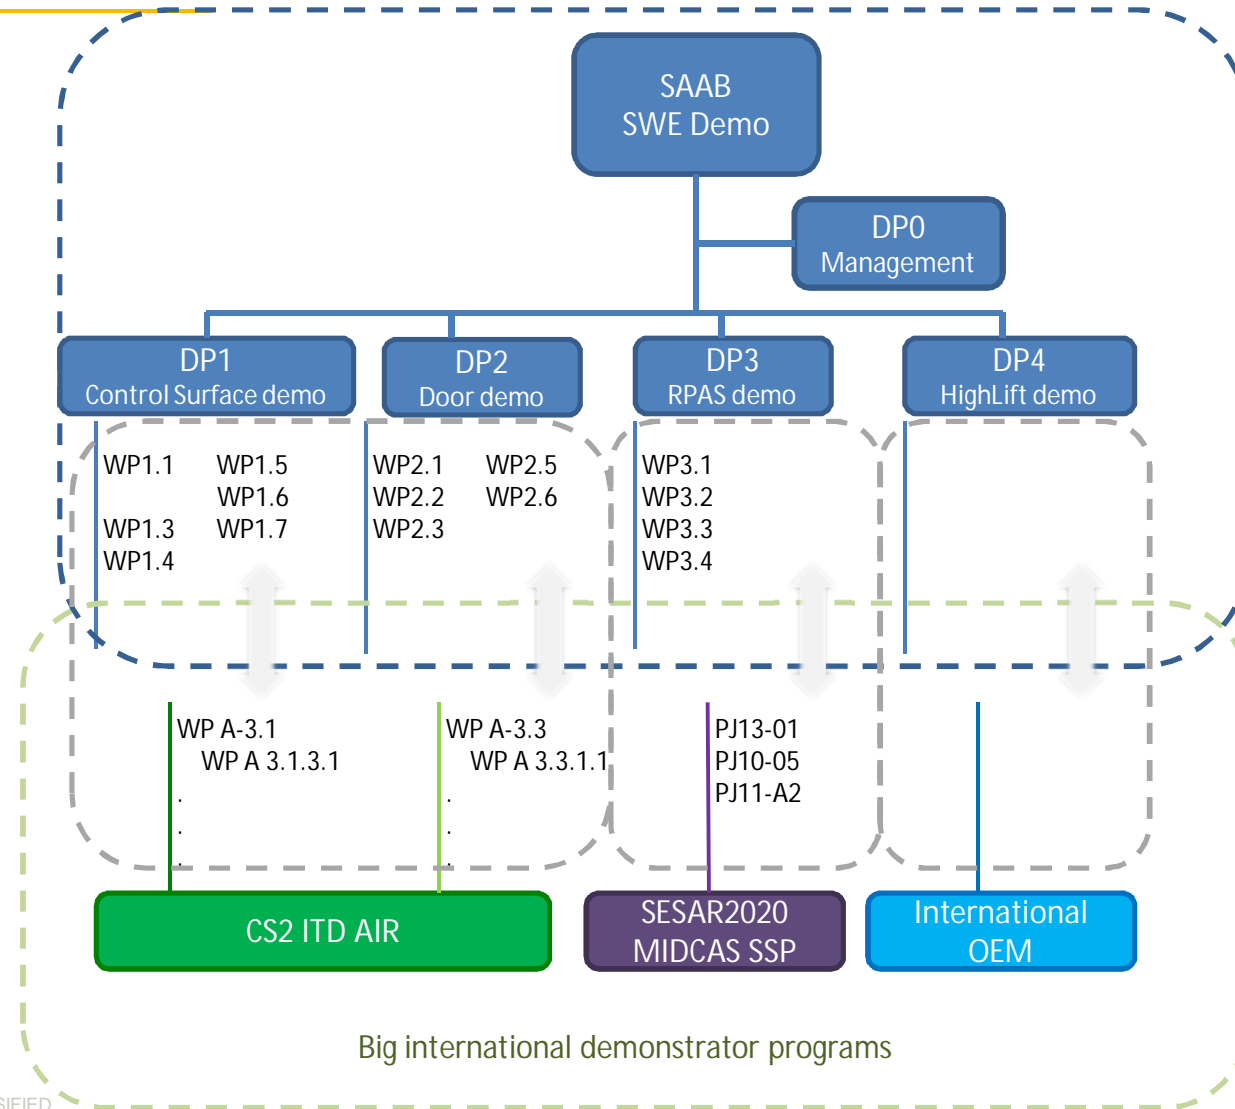 SAAB
SWE Demo
DP0
Management
DP1
Control Surface demo
DP2
Door demo
DP3
RPAS demo
DP4
HighLift demo
WP1.1 WP1.5
WP1.6
WP1.3 WP1.7
WP1.4
WP2.1 WP2.5
WP2.2 WP2.6
WP2.3
WP3.1
WP3.2
WP3.3
WP3.4
WP A-3.1
WP A 3.1.3.1
.
.
.
WP A-3.3
WP A 3.3.1.1
.
.
.
PJ13-01
PJ10-05
PJ11-A2
CS2 ITD AIR
SESAR2020
MIDCAS SSP
International
OEM
Big international demonstrator programs
SIFIED